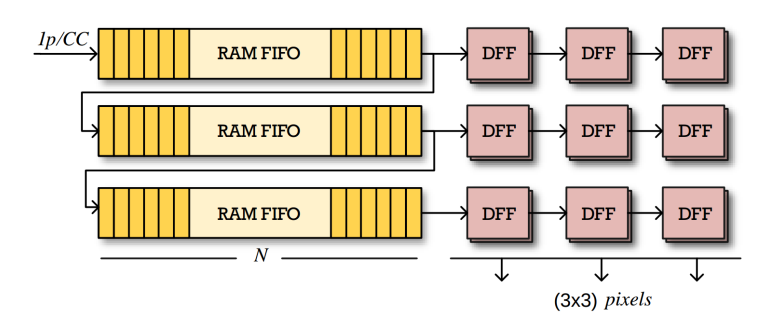 1p/CC
RAM FIFO DFF DFF DFF
RAM FIFO DFF DFF DFF
RAM FIFO DFF DFF DFF
N
(3x3) pixels